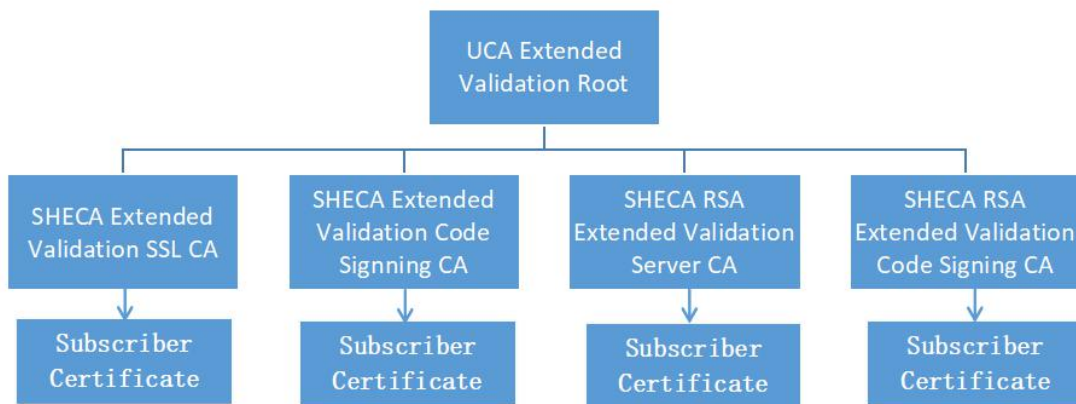 UCA Extended
Validation Root
SHECA Extended
Validation SSL CA
SHECA Extended
Validation Code
Signning CA
SHECA RSA
Extended Validation
Server CA
SHECA RSA
Extended Validation
Code Signing CA
Subscriber
Certificate
Subscriber
Certificate
Subscriber
Certificate
Subscriber
Certificate